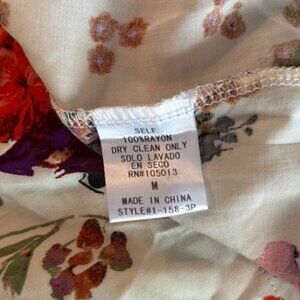 SELF
100%RAYON
DRY CLEAN ONLY
SOLO LAVADO
EN SECO
RN#105013
M
MADE IN CHINA
STYLE#1-158-3P